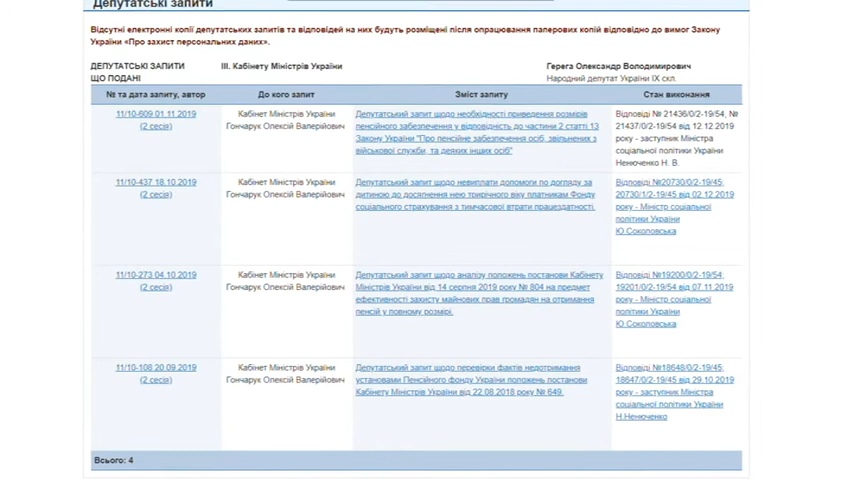 Депутатські запити
Відсутні електронні копії депутатських запитів та відповідей на них будуть розміщені після опрацювання паперових копій відповідно до вимог Закону
України «Про захист персональних даних».
ДЕПУТАТСЬКІ ЗАПИТИ
ЩО ПОДАНІ
III. Кабінету Міністрів України
Герега Олександр Володимирович
Народний депутат України IX скл.
№ та дата запиту, автор
До кого запит
Зміст запиту
Стан виконання
11/10-609 01.11.2019
(2 сесія)
Кабінет Міністрів України
Гончарук Олексій Валерійович
Депутатський запит щодо необхідності приведення розмірів
пенсійного забезпечення у відповідність до частини 2 статті 13
Закону України "Про пенсійне забезпечення осіб, звільнених з
військової служби, та деяких інших осіб"
Відповіді № 21436/0/2-19/54, №
21437/0/2-19/54 від 12.12.2019
року - заступник Міністра
соціальної політики України
Ненюченко Н. В.
11/10-437 18.10.2019
(2 сесія)
Кабінет Міністрів України
Гончарук Олексій Валерійович
Депутатський запит щодо невиплати допомоги по догляду за
дитиною до досягнення нею трирічного віку платникам Фонду
соціального страхування з тимчасової втрати працездатності.
Відповіді №20730/0/2-19/45;
20730/1/2-19/45 від 02.12.2019
року - Міністр соціальної
політики України
Ю.Соколовська
11/10-273 04.10.2019
(2 сесія)
Кабінет Міністрів України
Гончарук Олексій Валерійович
Депутатський запит щодо аналізу положень постанови Кабінету
Міністрів України від 14 серпня 2019 року № 804 на предмет
ефективності захисту майнових прав громадян на отримання
пенсій у повному розмірі.
Відповіді №19200/0/2-19/54;
19201/0/2-19/54 від 07.11.2019
року - Міністр соціальної
політики України
Ю.Соколовська
11/10-108 20.09.2019
(2 сесія)
Кабінет Міністрів України
Гончарук Олексій Валерійович
Депутатський запит щодо перевірки фактів недотримання
установами Пенсійного фонду України положень постанови
Кабінету Міністрів України від 22.08.2018 року № 649.
Відповіді №18648/0/2-19/45;
18647/0/2-19/45 від 29.10.2019
року - заступник Міністра
соціальної політики України
Н.Ненюченко
Всього: 4